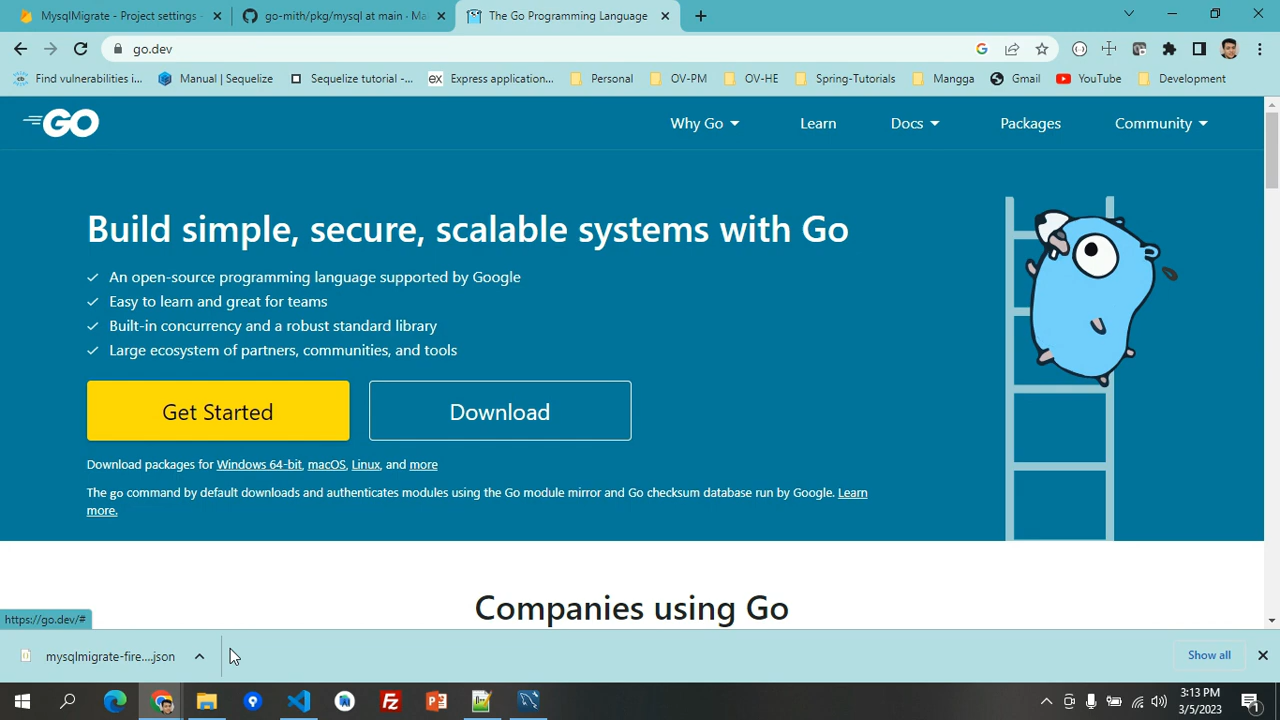 MysqlMigrate - Project settings -
go-mith/pkg/mysql at main · Ma
The Go Programming Language
go.dev
Find vulnerabilities i...
Manual | Sequelize
Sequelize tutorial -...
ex
Express application...
Personal
OV-PM
OV-HE
Spring-Tutorials
Mangga
Gmail
YouTube
Development
GO
Why Go
Learn
Docs
Packages
Community
Build simple, secure, scalable systems with Go
An open-source programming language supported by Google
Easy to learn and great for teams
Built-in concurrency and a robust standard library
Large ecosystem of partners, communities, and tools
Get Started
Download
Download packages for Windows 64-bit, macOS, Linux, and more
The go command by default downloads and authenticates modules using the Go module mirror and Go checksum database run by Google. Learn
more.
Companies using Go
https://go.dev/#
mysqlmigrate-fire....json
Show all
3:13 PM
3/5/2023